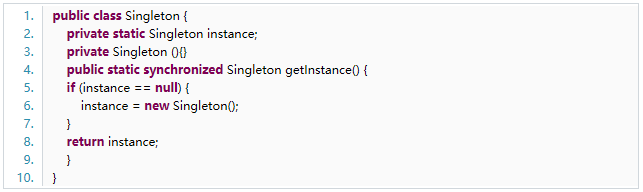 1. public class Singleton {
2. private static Singleton instance;
3. private Singleton (){}
4. public static synchronized Singleton getInstance() {
5. if (instance == null) {
6. instance = new Singleton();
7. }
8. return instance;
9. }
10. }